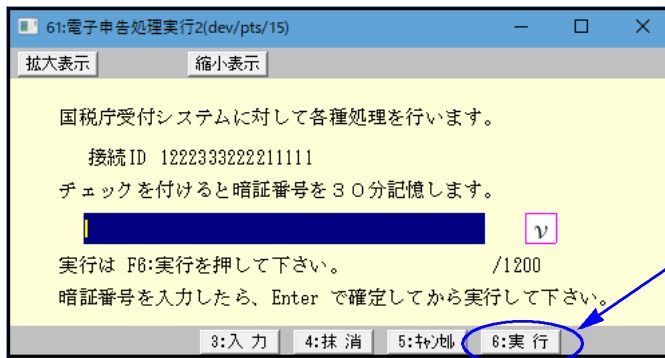 61:電子申告処理実行2(dev/pts/15)
拡大表示 縮小表示
国税庁受付システムに対して各種処理を行います。
接続ID 1222333222211111
チェックを付けると暗証番号を30分記憶します。
ν
実行は F6:実行を押して下さい。 /1200
暗証番号を入力したら、Enter で確定してから実行して下さい。
3:入 力 4:抹 消 5:ｷｬﾝｾﾙ 6:実 行